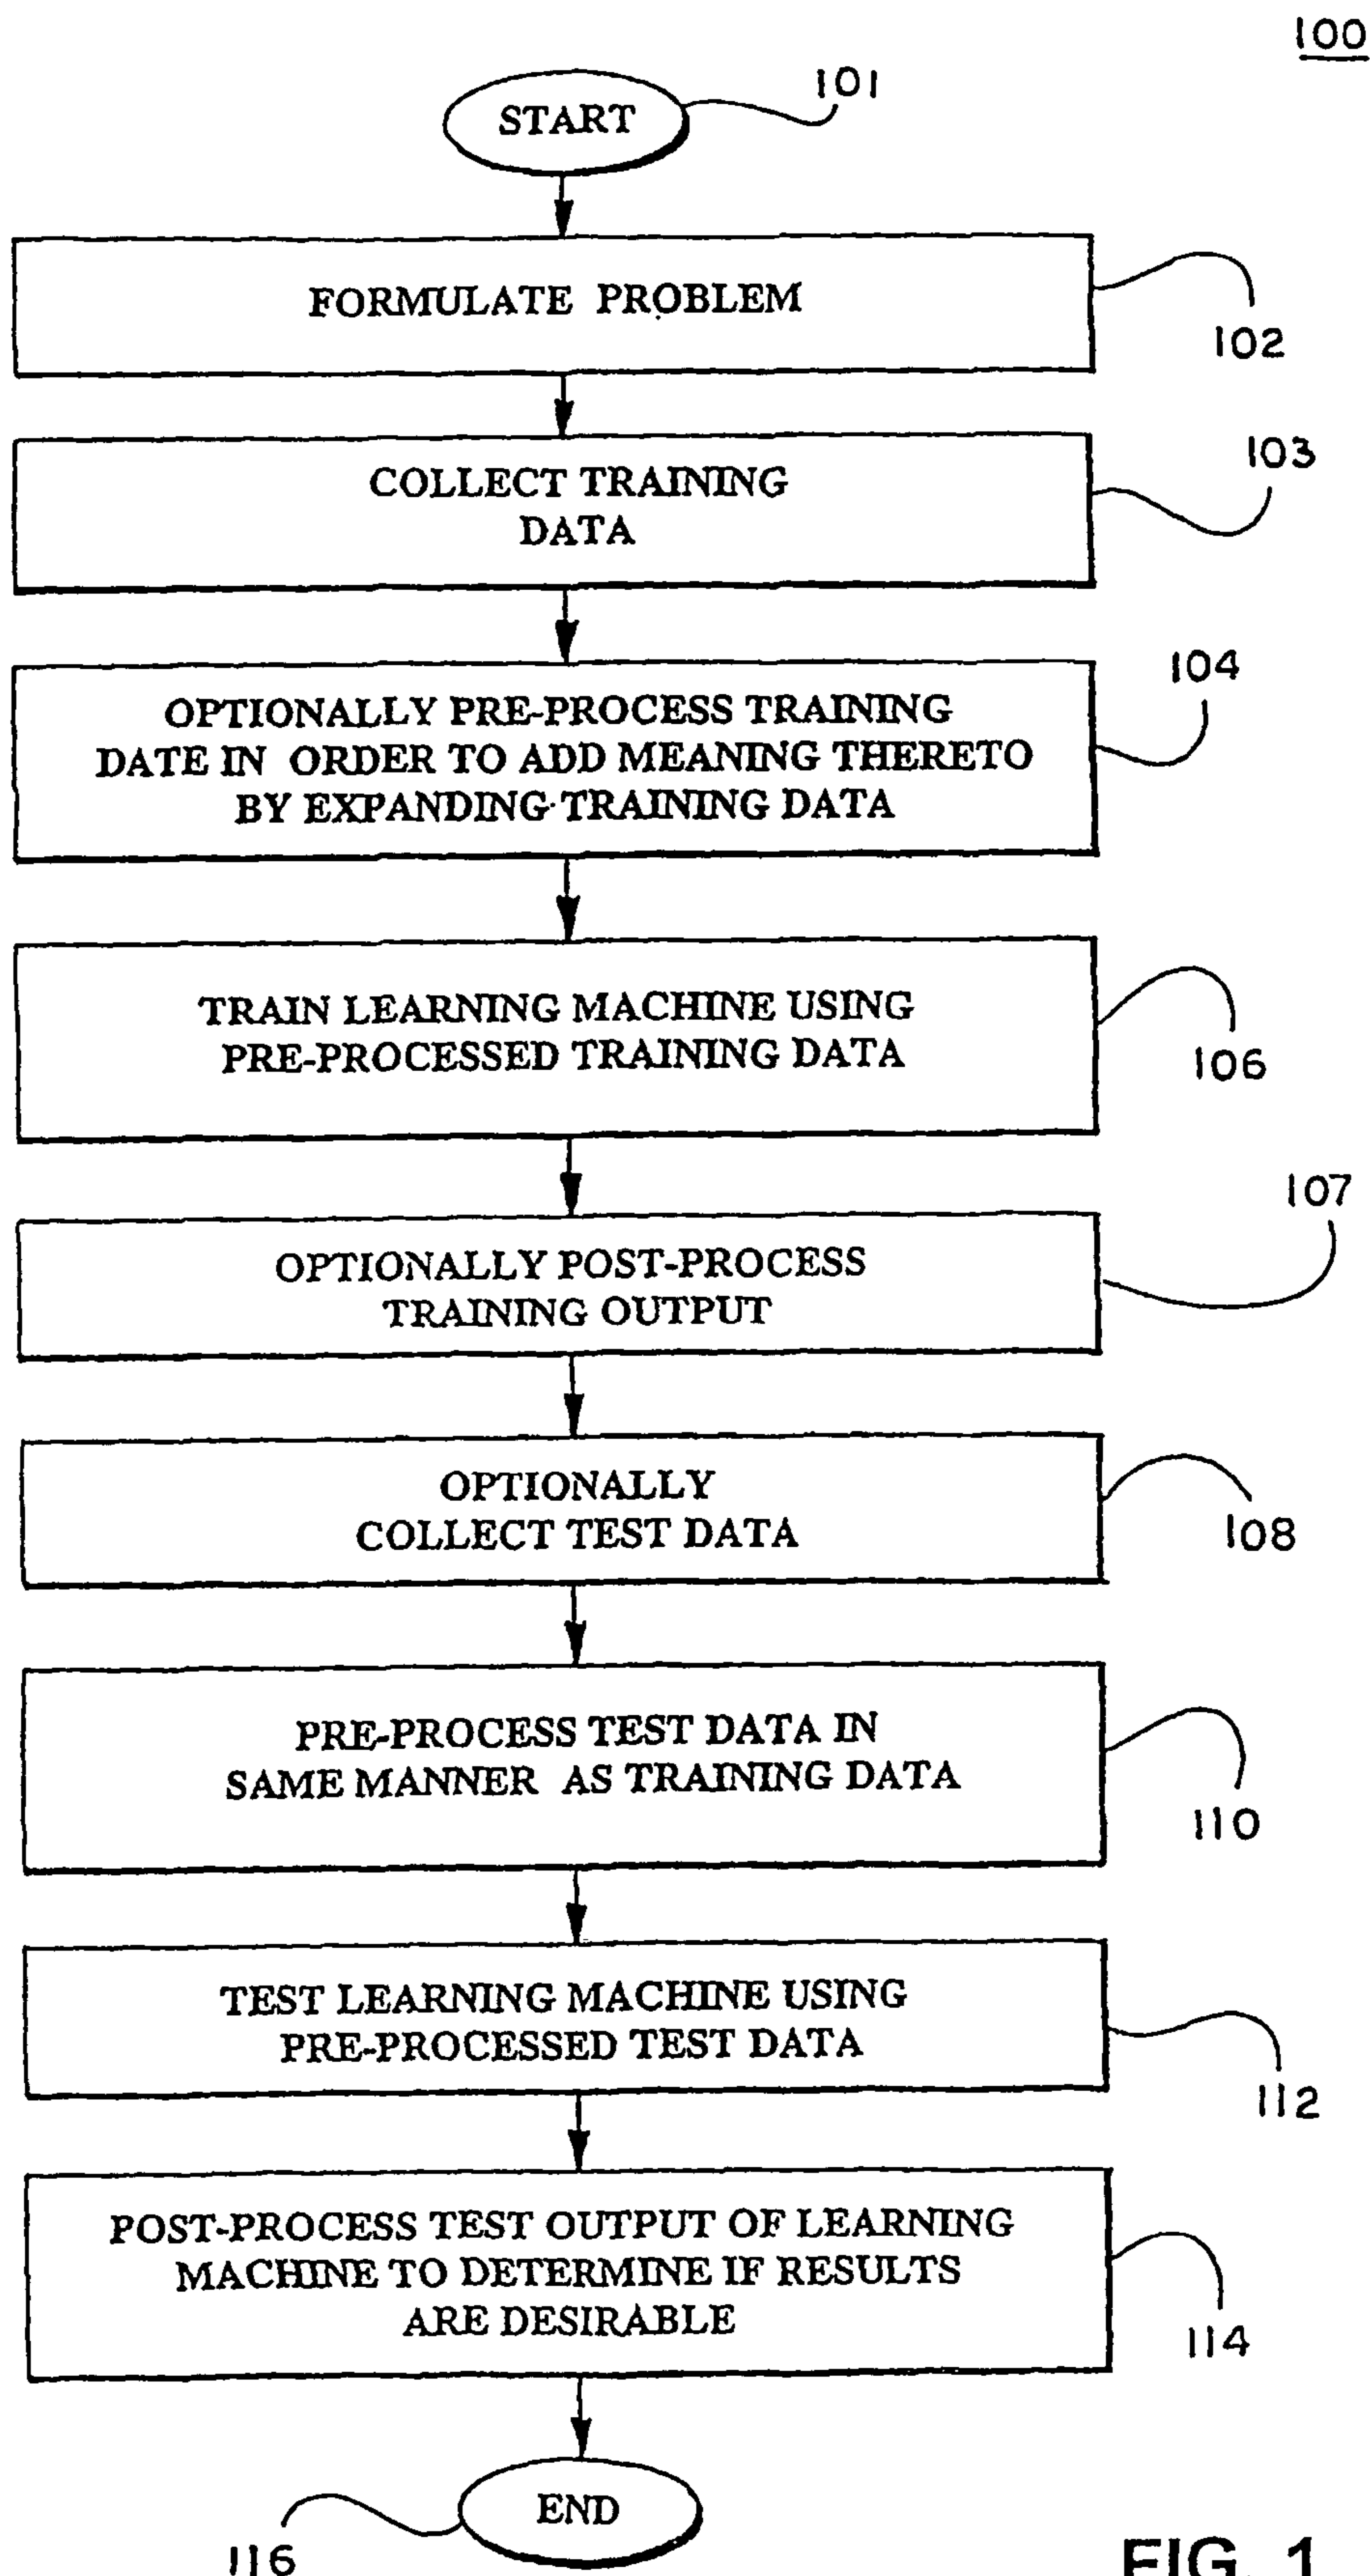 100
START
101
FORMULATE PROBLEM
102
COLLECT TRAINING
DATA
103
OPTIONALLY PRE-PROCESS TRAINING
DATE IN ORDER TO ADD MEANING THERETO
BY EXPANDING TRAINING DATA
104
TRAIN LEARNING MACHINE USING
PRE-PROCESSED TRAINING DATA
106
OPTIONALLY POST-PROCESS
TRAINING OUTPUT
107
OPTIONALLY
COLLECT TEST DATA
108
PRE-PROCESS TEST DATA IN
SAME MANNER AS TRAINING DATA
110
TEST LEARNING MACHINE USING
PRE-PROCESSED TEST DATA
112
POST-PROCESS TEST OUTPUT OF LEARNING
MACHINE TO DETERMINE IF RESULTS
ARE DESIRABLE
114
END
116
FIG. 1